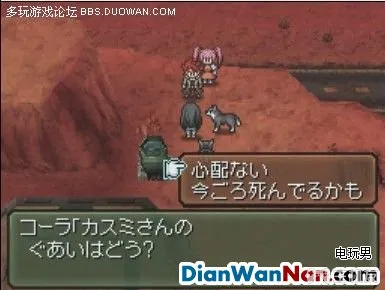 多玩游戏论坛 BBS.DUOWAN.COM
心配ない
今ごろ死んでるかも
コーラ「カスミさんの
ぐあいはどう?
电玩男
DianWanNan.com